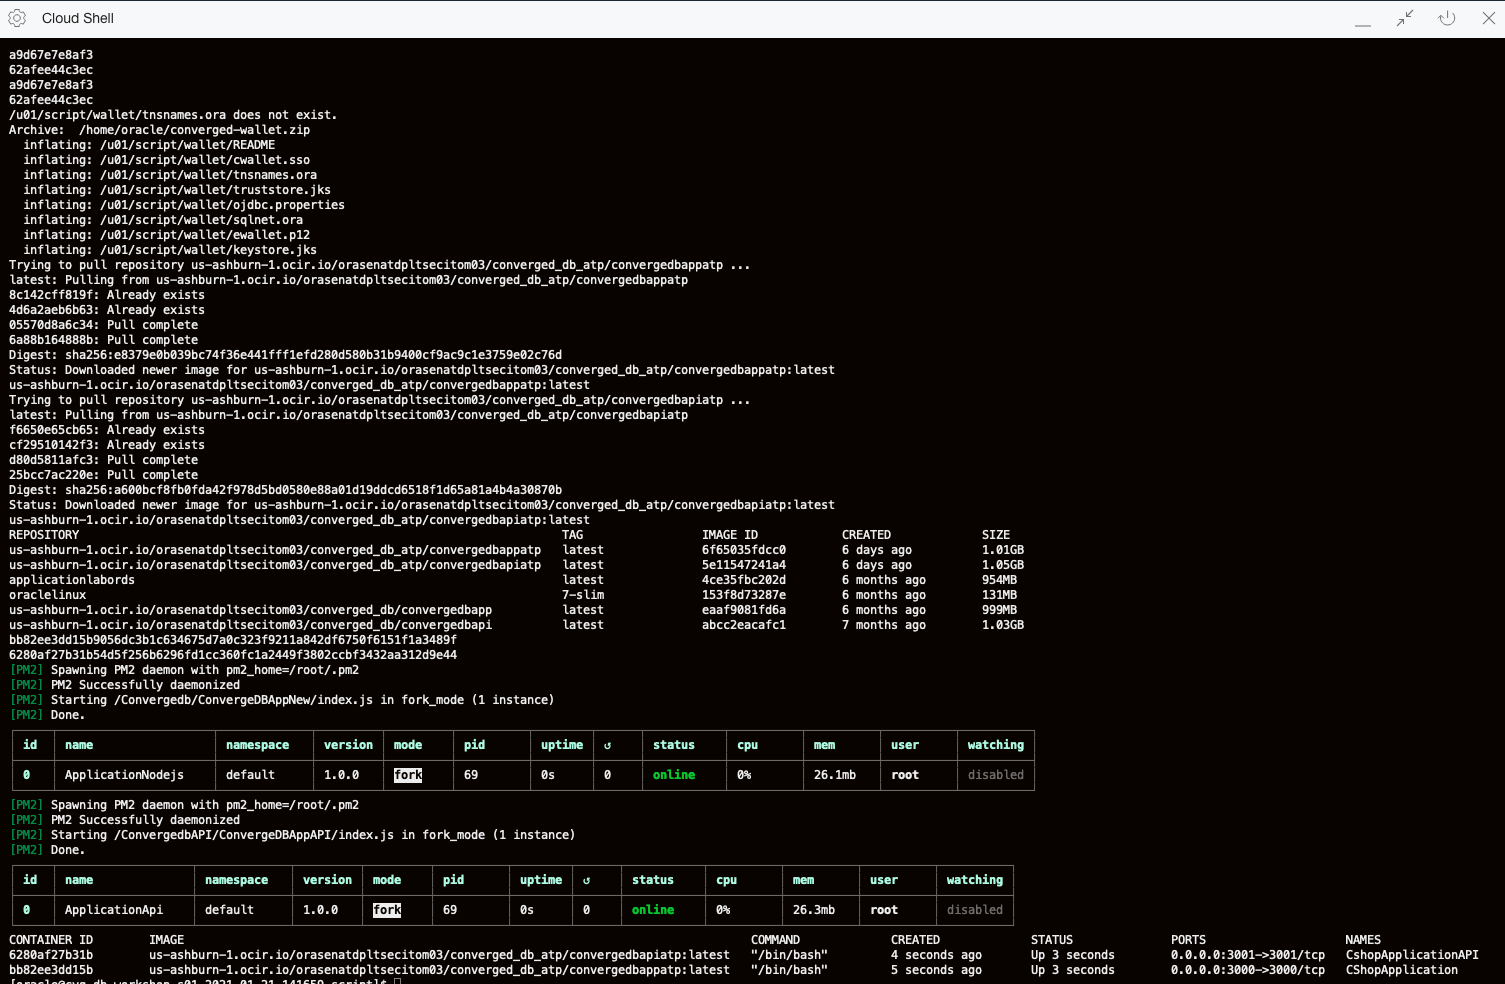 Cloud Shell
a9d67e7e8af3
62afee44c3ec
a9d67e7e8af3
62afee44c3ec
/u01/script/wallet/tnsnames.ora does not exist.
Archive:  /home/oracle/converged-wallet.zip
  inflating: /u01/script/wallet/README
  inflating: /u01/script/wallet/cwallet.sso
  inflating: /u01/script/wallet/tnsnames.ora
  inflating: /u01/script/wallet/truststore.jks
  inflating: /u01/script/wallet/ojdbc.properties
  inflating: /u01/script/wallet/sqlnet.ora
  inflating: /u01/script/wallet/ewallet.p12
  inflating: /u01/script/wallet/keystore.jks
Trying to pull repository us-ashburn-1.ocir.io/orasenatdpltsecitom03/converged_db_atp/convergedbappatp ...
latest: Pulling from us-ashburn-1.ocir.io/orasenatdpltsecitom03/converged_db_atp/convergedbappatp
8c142cff819f: Already exists
4d6a2aeb6b63: Already exists
05570d8a6c34: Pull complete
6a88b164888b: Pull complete
Digest: sha256:e8379e0b039bc74f36e441fff1efd280d580b31b9400cf9ac9c1e3759e02c76d
Status: Downloaded newer image for us-ashburn-1.ocir.io/orasenatdpltsecitom03/converged_db_atp/convergedbappatp:latest
us-ashburn-1.ocir.io/orasenatdpltsecitom03/converged_db_atp/convergedbappatp:latest
Trying to pull repository us-ashburn-1.ocir.io/orasenatdpltsecitom03/converged_db_atp/convergedbapiatp ...
latest: Pulling from us-ashburn-1.ocir.io/orasenatdpltsecitom03/converged_db_atp/convergedbapiatp
f6650e65cb65: Already exists
cf29510142f3: Already exists
d80d5811afc3: Pull complete
25bcc7ac220e: Pull complete
Digest: sha256:a600bcf8fb0fda42f978d5bd0580e88a01d19ddcd6518f1d65a81a4b4a30870b
Status: Downloaded newer image for us-ashburn-1.ocir.io/orasenatdpltsecitom03/converged_db_atp/convergedbapiatp:latest
us-ashburn-1.ocir.io/orasenatdpltsecitom03/converged_db_atp/convergedbapiatp:latest
REPOSITORY TAG IMAGE ID CREATED SIZE
us-ashburn-1.ocir.io/orasenatdpltsecitom03/converged_db_atp/convergedbappatp latest 6f65035fdcc0 6 days ago 1.01GB
us-ashburn-1.ocir.io/orasenatdpltsecitom03/converged_db_atp/convergedbapiatp latest 5e11547241a4 6 days ago 1.05GB
applicationlabords latest 4ce35fbc202d 6 months ago 954MB
oraclelinux 7-slim 153f8d73287e 6 months ago 131MB
us-ashburn-1.ocir.io/orasenatdpltsecitom03/converged_db/convergedbapp latest eaaf9081fd6a 6 months ago 999MB
us-ashburn-1.ocir.io/orasenatdpltsecitom03/converged_db/convergedbapi latest abcc2eacafc1 7 months ago 1.03GB
bb82ee3dd15b9056dc3b1c634675d7a0c323f9211a842df6750f6151f1a3489f
6280af27b31b54d5f256b6296fd1cc360fc1a2449f3802ccbf3432aa312d9e44
[PM2] Spawning PM2 daemon with pm2_home=/root/.pm2
[PM2] PM2 Successfully daemonized
[PM2] Starting /Convergedb/ConvergeDBAppNew/index.js in fork_mode (1 instance)
[PM2] Done.
id name namespace version mode pid uptime ↺ status cpu mem user watching
0 ApplicationNodejs default 1.0.0 fork 69 0s 0 online 0% 26.1mb root disabled
[PM2] Spawning PM2 daemon with pm2_home=/root/.pm2
[PM2] PM2 Successfully daemonized
[PM2] Starting /ConvergedbAPI/ConvergeDBAppAPI/index.js in fork_mode (1 instance)
[PM2] Done.
id name namespace version mode pid uptime ↺ status cpu mem user watching
0 ApplicationApi default 1.0.0 fork 69 0s 0 online 0% 26.3mb root disabled
CONTAINER ID IMAGE COMMAND CREATED STATUS PORTS NAMES
6280af27b31b us-ashburn-1.ocir.io/orasenatdpltsecitom03/converged_db_atp/convergedbapiatp:latest "/bin/bash" 4 seconds ago Up 3 seconds 0.0.0.0:3001->3001/tcp CshopApplicationAPI
bb82ee3dd15b us-ashburn-1.ocir.io/orasenatdpltsecitom03/converged_db_atp/convergedbappatp:latest "/bin/bash" 5 seconds ago Up 3 seconds 0.0.0.0:3000->3000/tcp CShopApplication